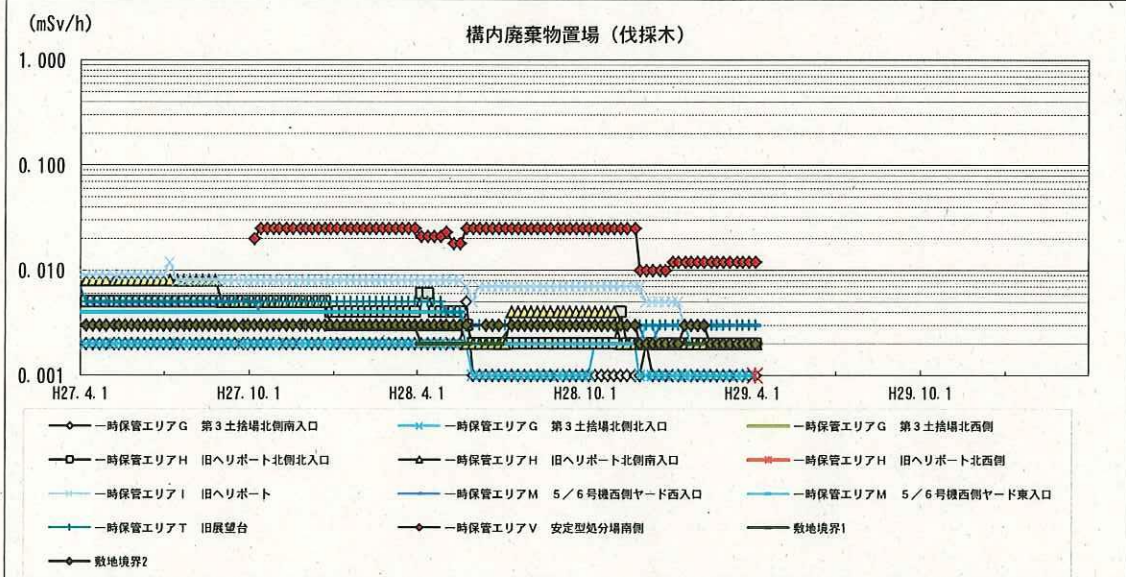 (mSv/h)
構内廃棄物置場（伐採木）
1.000
0.100
0.010
0.001
H27. 4. 1
H27. 10. 1
H28. 4. 1
H28. 10. 1
H29. 4. 1
H29. 10. 1
一時保管エリアG 第3土捨場北側南入口
一時保管エリアG 第3土捨場北側北入口
一時保管エリアG 第3土捨場北西側
一時保管エリアH 旧ヘリポート北側北入口
一時保管エリアH 旧ヘリポート北側南入口
一時保管エリアH 旧ヘリポート北西側
一時保管エリアI 旧ヘリポート
一時保管エリアM 5／6号機西側ヤード西入口
一時保管エリアM 5／6号機西側ヤード東入口
一時保管エリアT 旧展望台
一時保管エリアV 安定型処分場南側
敷地境界1
敷地境界2